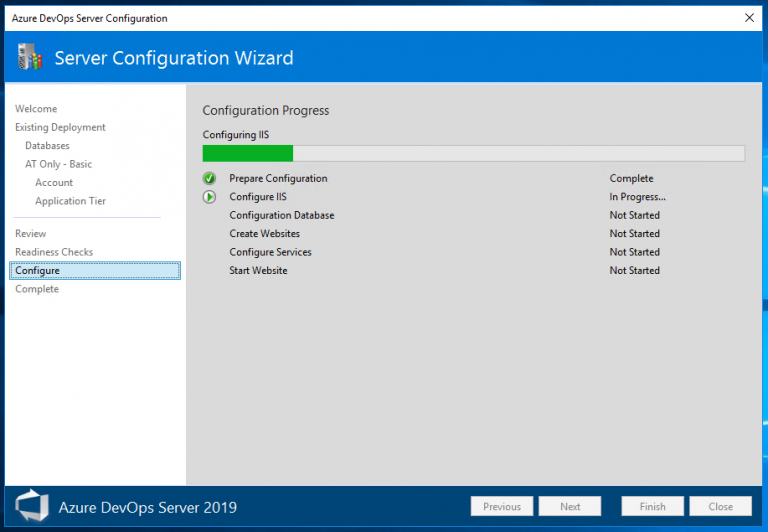 Azure DevOps Server Configuration
Server Configuration Wizard
Welcome
Existing Deployment
Databases
AT Only - Basic
Account
Application Tier
Review
Readiness Checks
Configure
Complete
Configuration Progress
Configuring IIS
Prepare Configuration Complete
Configure IIS In Progress...
Configuration Database Not Started
Create Websites Not Started
Configure Services Not Started
Start Website Not Started
Azure DevOps Server 2019
Previous Next Finish Close